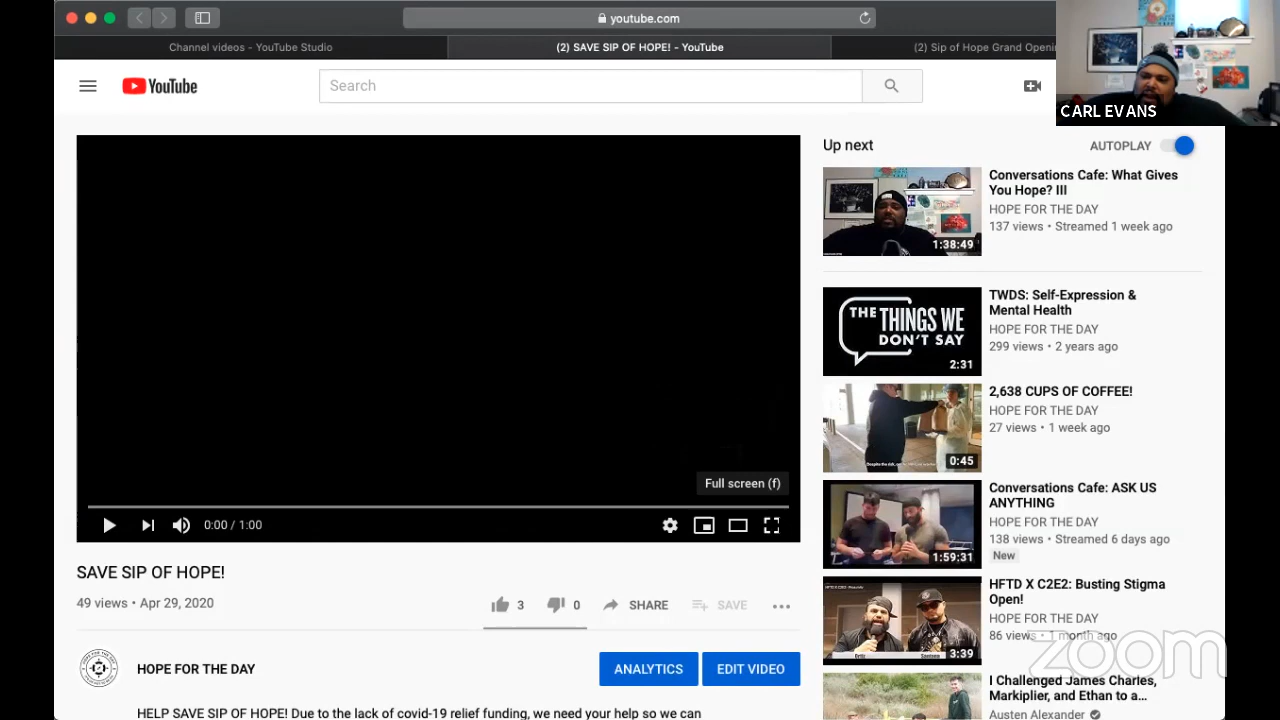 youtube.com
Channel videos - YouTube Studio
(2) SAVE SIP OF HOPE! - YouTube
(2) Sip of Hope Grand Openin
CARL EVANS
YouTube
Search
Up next
AUTOPLAY
Conversations Cafe: What Gives
You Hope? III
HOPE FOR THE DAY
137 views • Streamed 1 week ago
1:38:49
THE THINGS WE
DON'T SAY
2:31
TWDS: Self-Expression &
Mental Health
HOPE FOR THE DAY
299 views • 2 years ago
0:45
2,638 CUPS OF COFFEE!
HOPE FOR THE DAY
27 views • 1 week ago
1:59:31
Conversations Cafe: ASK US
ANYTHING
HOPE FOR THE DAY
138 views • Streamed 6 days ago
New
3:39
HFTD X C2E2: Busting Stigma
Open!
HOPE FOR THE DAY
86 views • 1 month ago
I Challenged James Charles,
Markiplier, and Ethan to a...
Austen Alexander
Full screen (f)
0:00 / 1:00
SAVE SIP OF HOPE!
49 views • Apr 29, 2020
3
0
SHARE
SAVE
HOPE FOR THE DAY
ANALYTICS
EDIT VIDEO
HELP SAVE SIP OF HOPE! Due to the lack of covid-19 relief funding, we need your help so we can
zoom